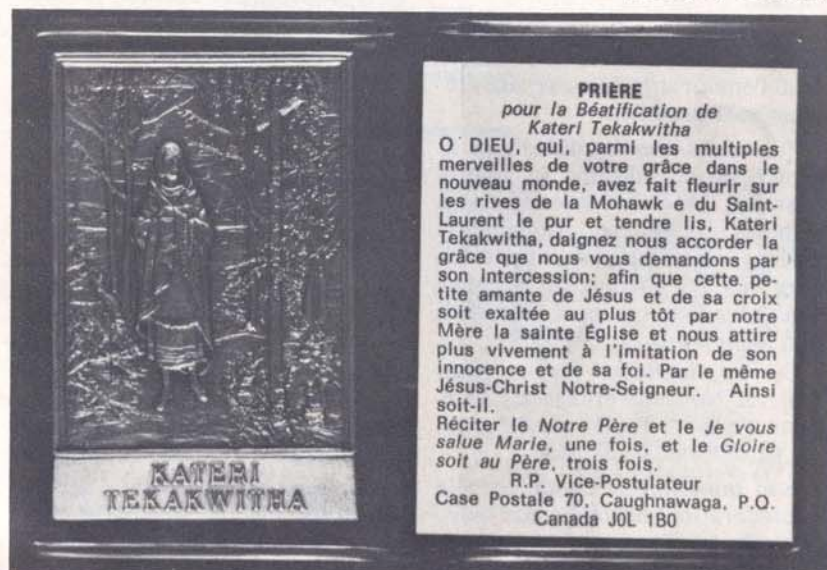 KATERI
TEKAKWITHA
PRIÈRE
pour la Béatification de
Kateri Tekakwitha
O DIEU, qui, parmi les multiples
merveilles de votre grâce dans le
nouveau monde, avez fait fleurir sur
les rives de la Mohawk e du Saint-
Laurent le pur et tendre lis, Kateri
Tekakwitha, daignez nous accorder la
grâce que nous vous demandons par
son intercession; afin que cette pe-
tite amante de Jésus et de sa croix
soit exaltée au plus tôt par notre
Mère la sainte Église et nous attire
plus vivement à l'imitation de son
innocence et de sa foi. Par le même
Jésus-Christ Notre-Seigneur. Ainsi
soit-il.
Réciter le Notre Père et le Je vous
salue Marie, une fois, et le Gloire
soit au Père, trois fois.
R.P. Vice-Postulateur
Case Postale 70, Caughnawaga, P.Q.
Canada J0L 1B0